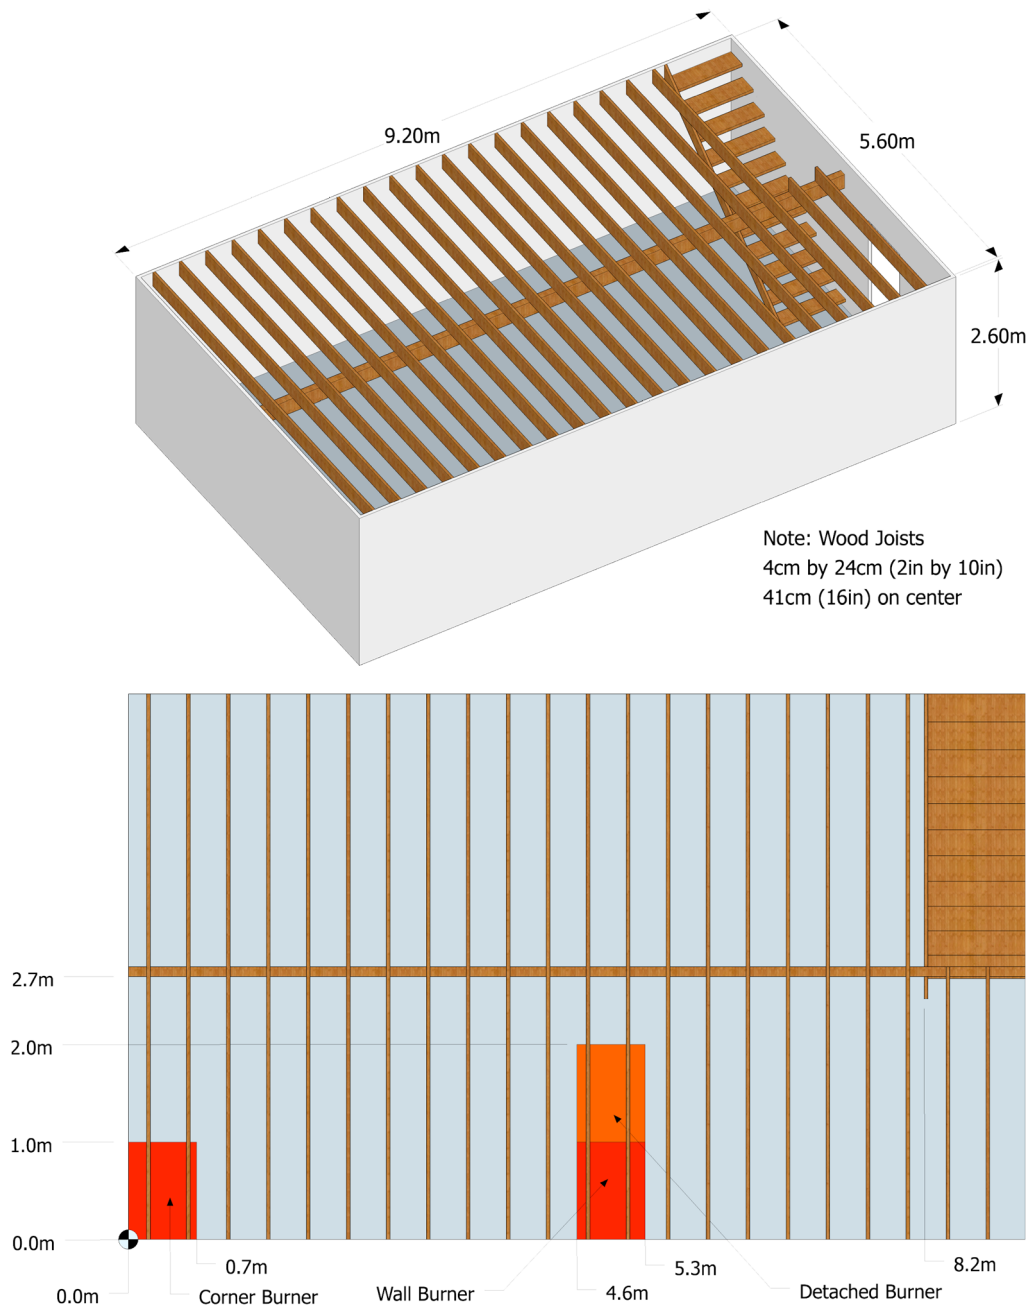 9.20m
5.60m
2.60m
Note: Wood Joists
4cm by 24cm (2in by 10in)
41cm (16in) on center
2.7m
2.0m
1.0m
0.0m
0.0m
0.7m
Corner Burner
Wall Burner
4.6m
5.3m
Detached Burner
8.2m